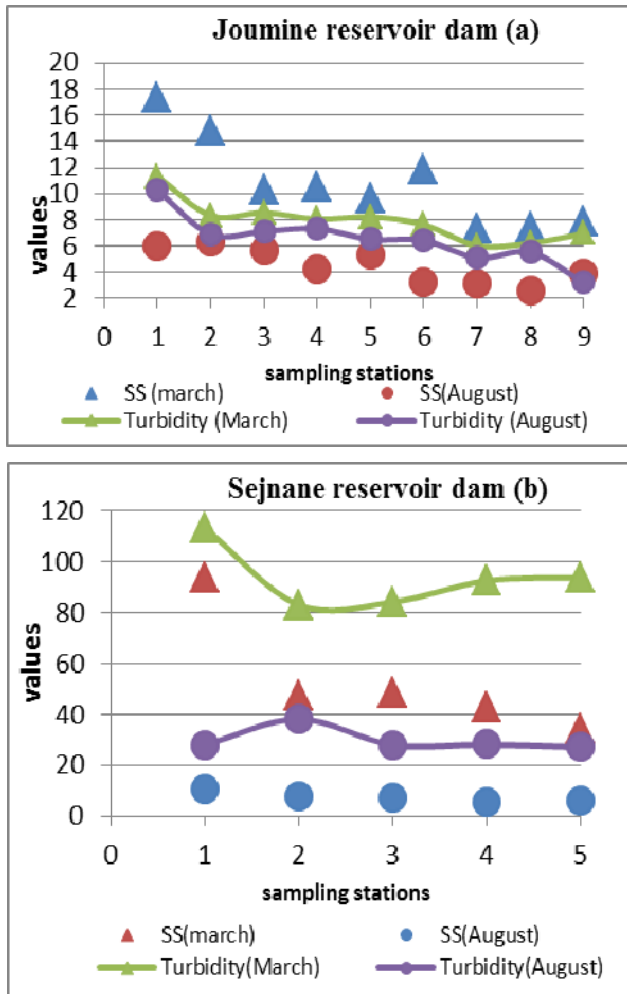 Joumine reservoir dam (a)
20
18
16
14
12
10
8
6
4
2
values
0 1 2 3 4 5 6 7 8 9
sampling stations
SS (march) SS(August)
Turbidity (March) Turbidity (August)
Sejnane reservoir dam (b)
120
100
80
60
40
20
0
values
0 1 2 3 4 5
sampling stations
SS(march) SS(August)
Turbidity(March) Turbidity(August)